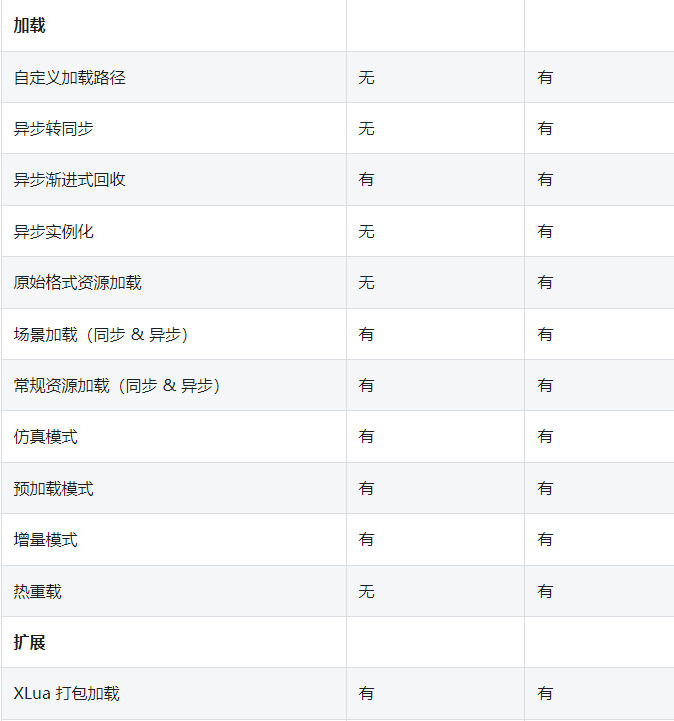 加载
自定义加载路径 无 有
异步转同步 无 有
异步渐进式回收 有 有
异步实例化 无 有
原始格式资源加载 无 有
场景加载（同步 & 异步） 有 有
常规资源加载（同步 & 异步） 有 有
仿真模式 有 有
预加载模式 有 有
增量模式 有 有
热重载 无 有
扩展
XLua 打包加载 有 有